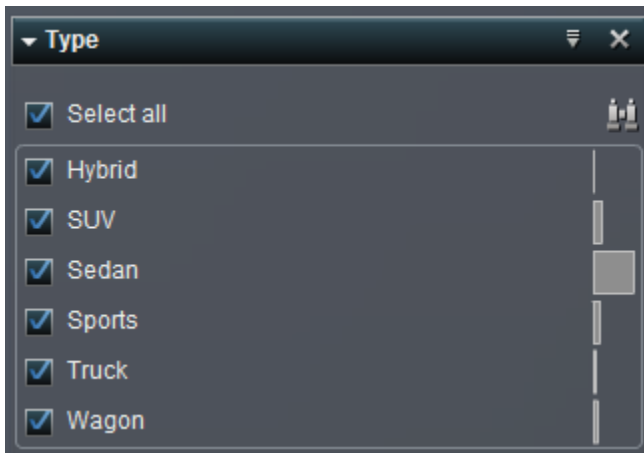 Type
Select all
Hybrid
SUV
Sedan
Sports
Truck
Wagon